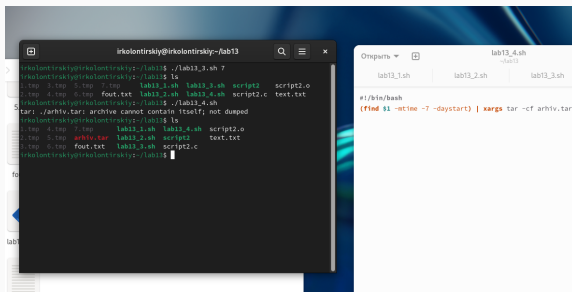 irkolontirskiy@irkolontirskiy:~/lab13
irkolontirskiy@irkolontirskiy:~/lab13$ ./lab13_3.sh 7
irkolontirskiy@irkolontirskiy:~/lab13$ ls
1.tmp 3.tmp 5.tmp 7.tmp lab13_1.sh lab13_3.sh script2 script2.o
2.tmp 4.tmp 6.tmp fout.txt lab13_2.sh lab13_4.sh script2.c text.txt
irkolontirskiy@irkolontirskiy:~/lab13$ ./lab13_4.sh
tar: ./arhiv.tar: archive cannot contain itself; not dumped
irkolontirskiy@irkolontirskiy:~/lab13$ ls
1.tmp 4.tmp 7.tmp lab13_1.sh lab13_4.sh script2.o
2.tmp 5.tmp arhiv.tar lab13_2.sh script2 text.txt
3.tmp 6.tmp fout.txt lab13_3.sh script2.c
irkolontirskiy@irkolontirskiy:~/lab13$
fo
lab1
Открыть
lab13_4.sh
~/lab13
lab13_1.sh lab13_2.sh lab13_3.sh
#!/bin/bash
(find $1 -mtime -7 -daystart) | xargs tar -cf arhiv.tar